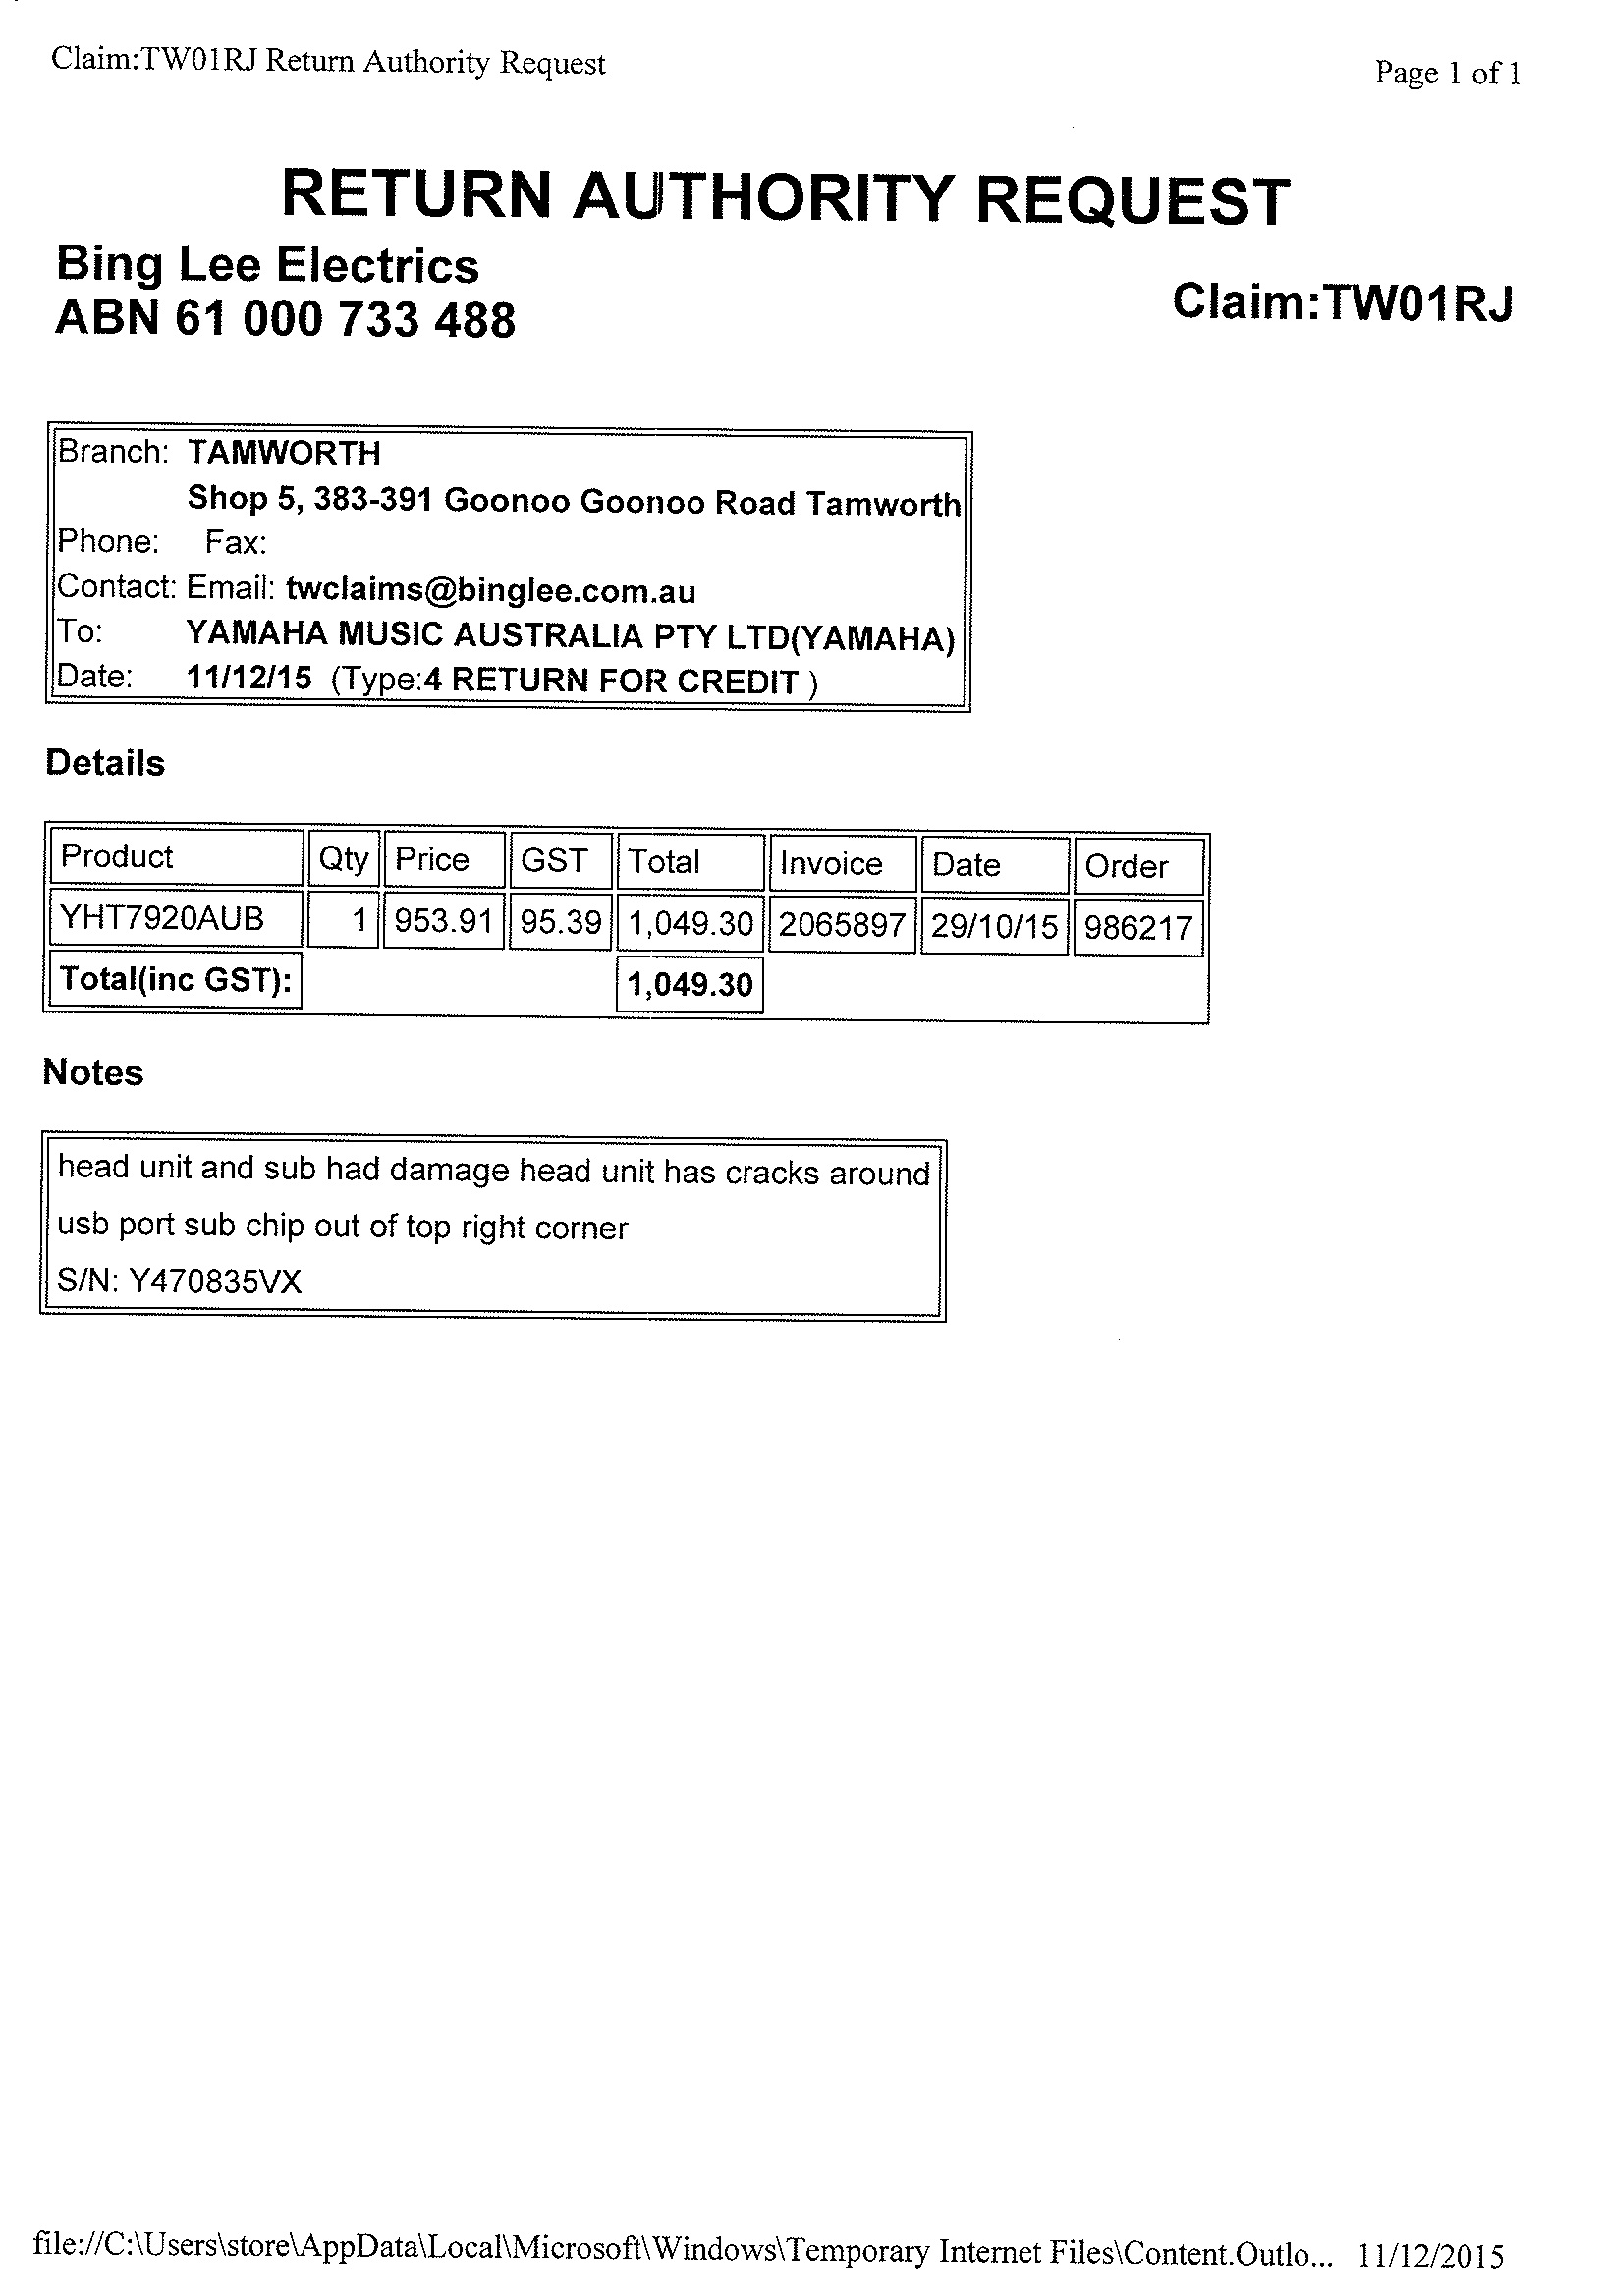 Claim:TW01RJ Return Authority Request Page 1 of 1
RETURN AUTHORITY REQUEST
Bing Lee Electrics
ABN 61 000 733 488
Claim:TW01RJ
Branch: TAMWORTH
Shop 5, 383-391 Goonoo Goonoo Road Tamworth
Phone: Fax:
Contact: Email: twclaims@binglee.com.au
To: YAMAHA MUSIC AUSTRALIA PTY LTD(YAMAHA)
Date: 11/12/15 (Type:4 RETURN FOR CREDIT )
Details
Product Qty Price GST Total Invoice Date Order
YHT7920AUB 1 953.91 95.39 1,049.30 2065897 29/10/15 986217
Total(inc GST): 1,049.30
Notes
head unit and sub had damage head unit has cracks around
usb port sub chip out of top right corner
S/N: Y470835VX
file://C:\Users\store\AppData\Local\Microsoft\Windows\Temporary Internet Files\Content.Outlo... 11/12/2015